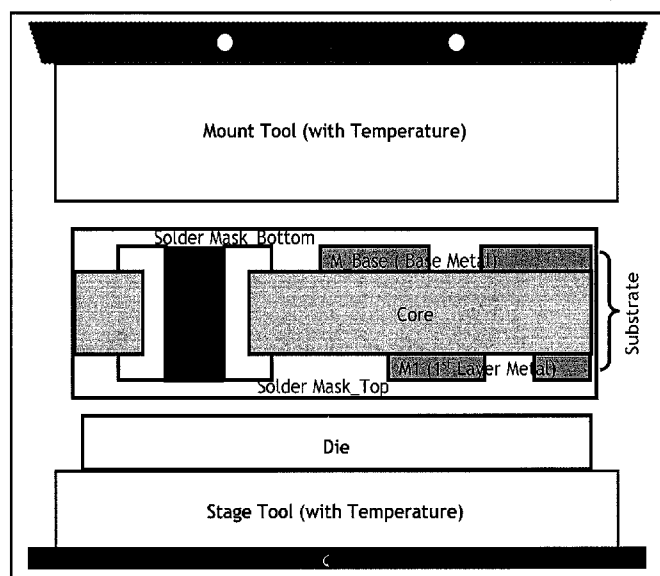 Mount Tool (with Temperature)
Solder Mask_Bottom
M_Base ( Base Metal)
Core
Substrate
M1 (1ST Layer Metal)
Solder Mask_Top
Die
Stage Tool (with Temperature)